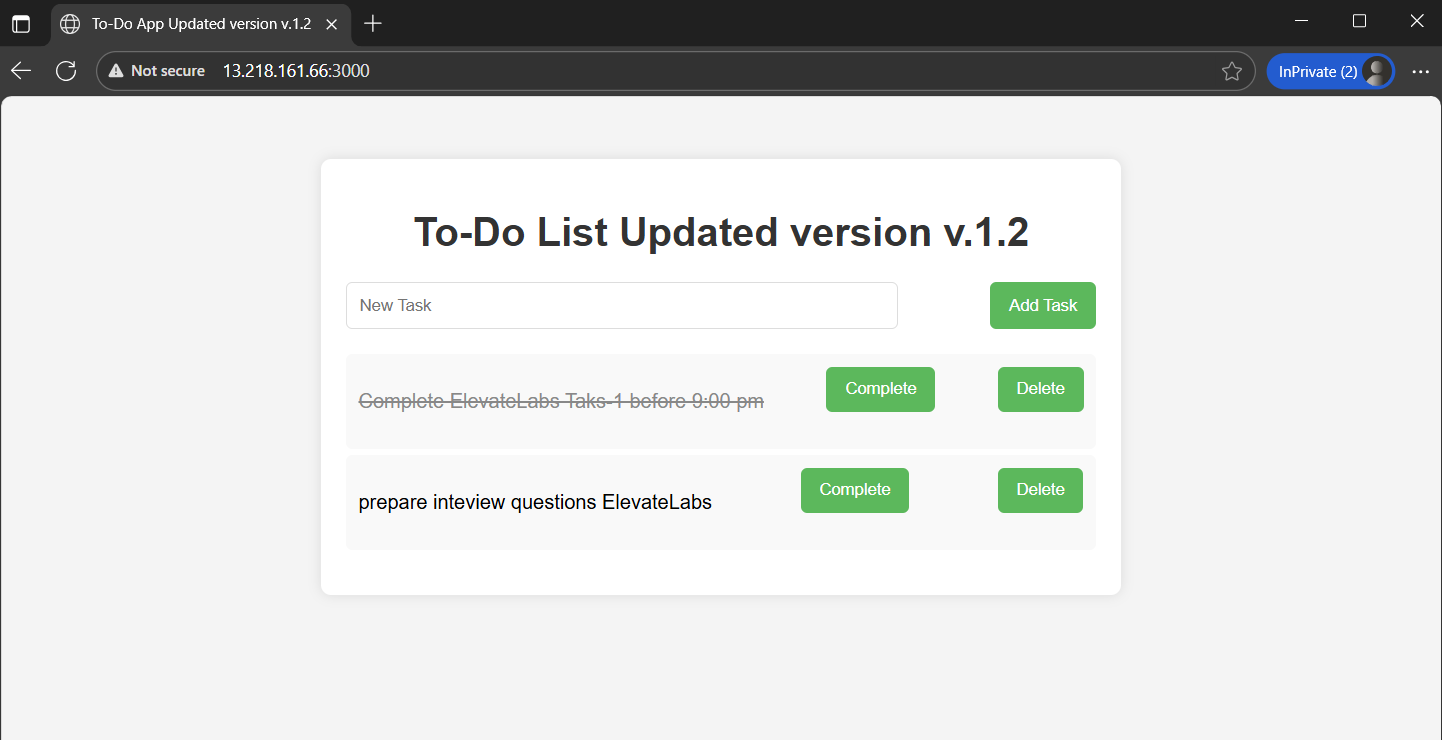 To-Do App Updated version v.1.2
Not secure 13.218.161.66:3000 InPrivate (2)
To-Do List Updated version v.1.2
New Task Add Task
Complete ElevateLabs Taks-1 before 9:00 pm Complete Delete
prepare inteview questions ElevateLabs Complete Delete